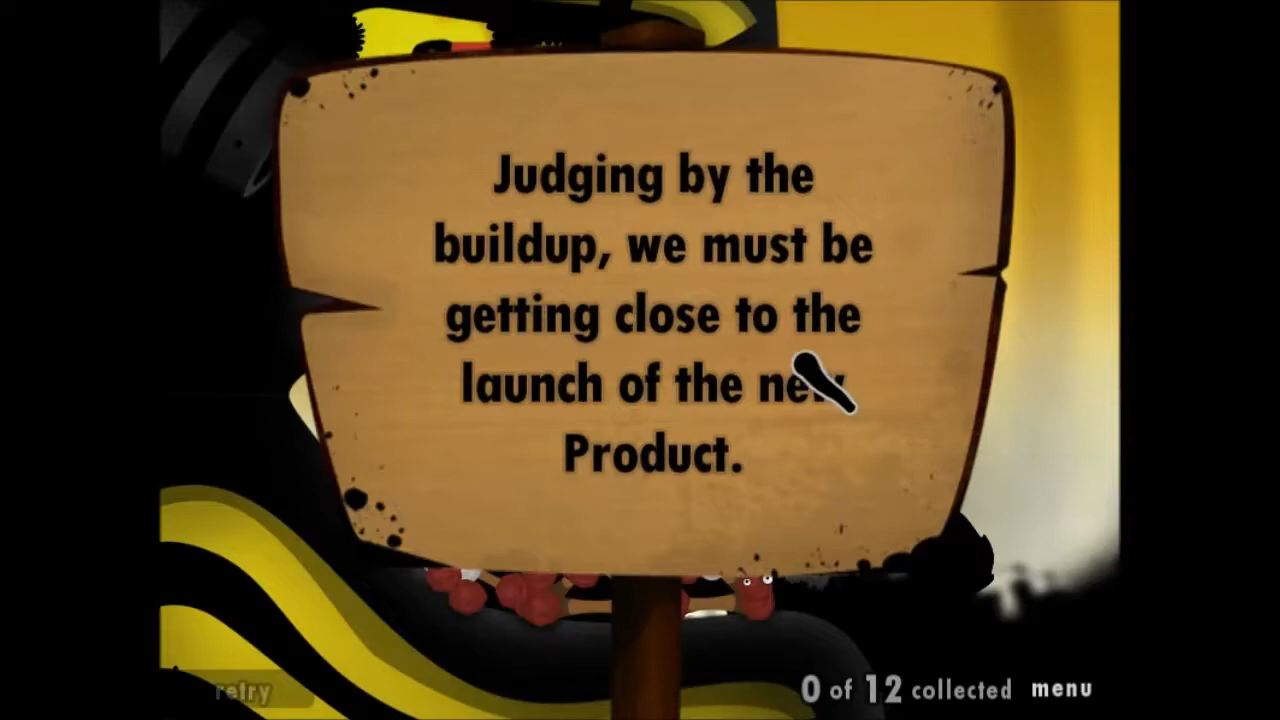 Judging by the
buildup, we must be
getting close to the
launch of the new
Product.
retry
0 of 12 collected menu